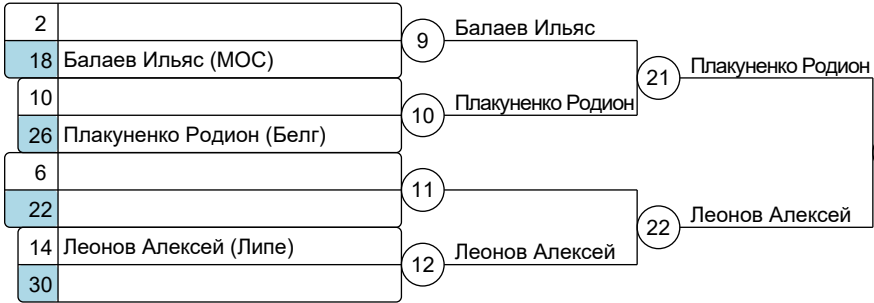 2
18 Балаев Ильяс (МОС)
10
26 Плакуненко Родион (Белг)
6
22
14 Леонов Алексей (Липе)
30
9 Балаев Ильяс
10 Плакуненко Родион
11
12 Леонов Алексей
21 Плакуненко Родион
22 Леонов Алексей